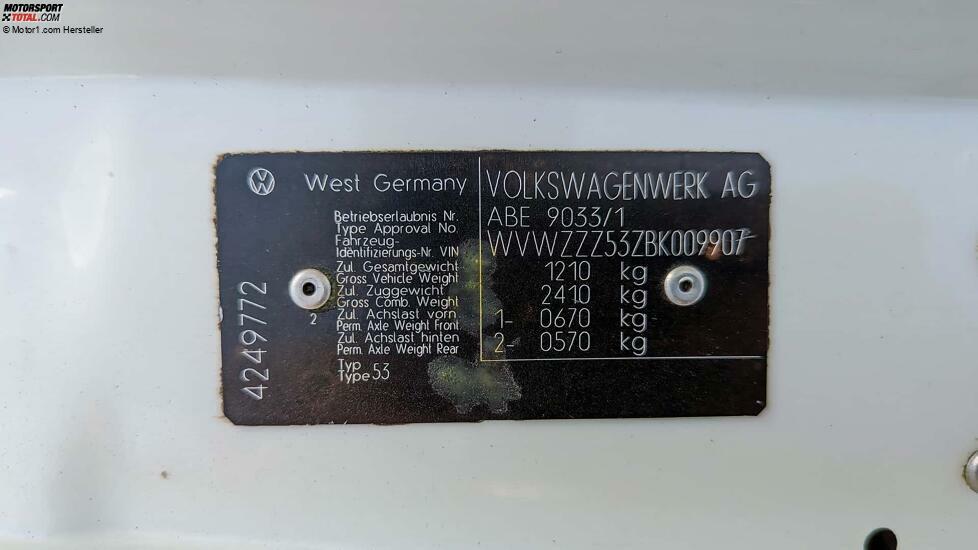 MOTORSPORT
TOTAL.COM
© Motor1.com Hersteller
West Germany
VOLKSWAGENWERK AG
Betriebserlaubnis Nr.
Type Approval No.
ABE 9033/1
Fahrzeug-
Identifizierungs-Nr. VIN
WVWZZZ53ZBK009907
Zul. Gesamtgewicht
Gross Vehicle Weight
1210 kg
Zul. Zuggewicht
Gross Comb. Weight
2410 kg
Zul. Achslast vorn
Perm. Axle Weight Front
1- 0670 kg
Zul. Achslast hinten
Perm. Axle Weight Rear
2- 0570 kg
Typ
Type 53
2
4249772